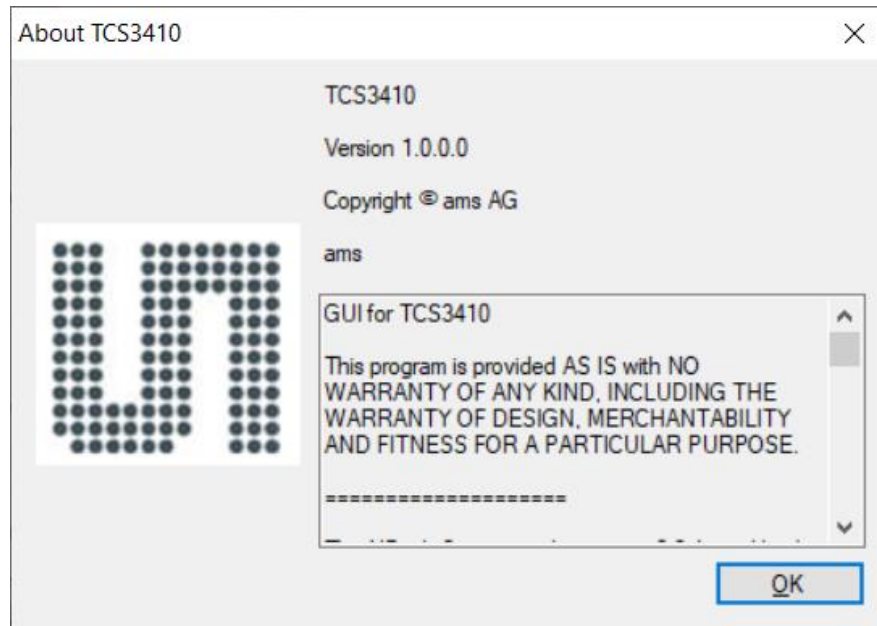 About TCS3410
TCS3410
Version 1.0.0.0
Copyright © ams AG
ams
GUI for TCS3410
This program is provided AS IS with NO
WARRANTY OF ANY KIND, INCLUDING THE
WARRANTY OF DESIGN, MERCHANTABILITY
AND FITNESS FOR A PARTICULAR PURPOSE.
====================
OK